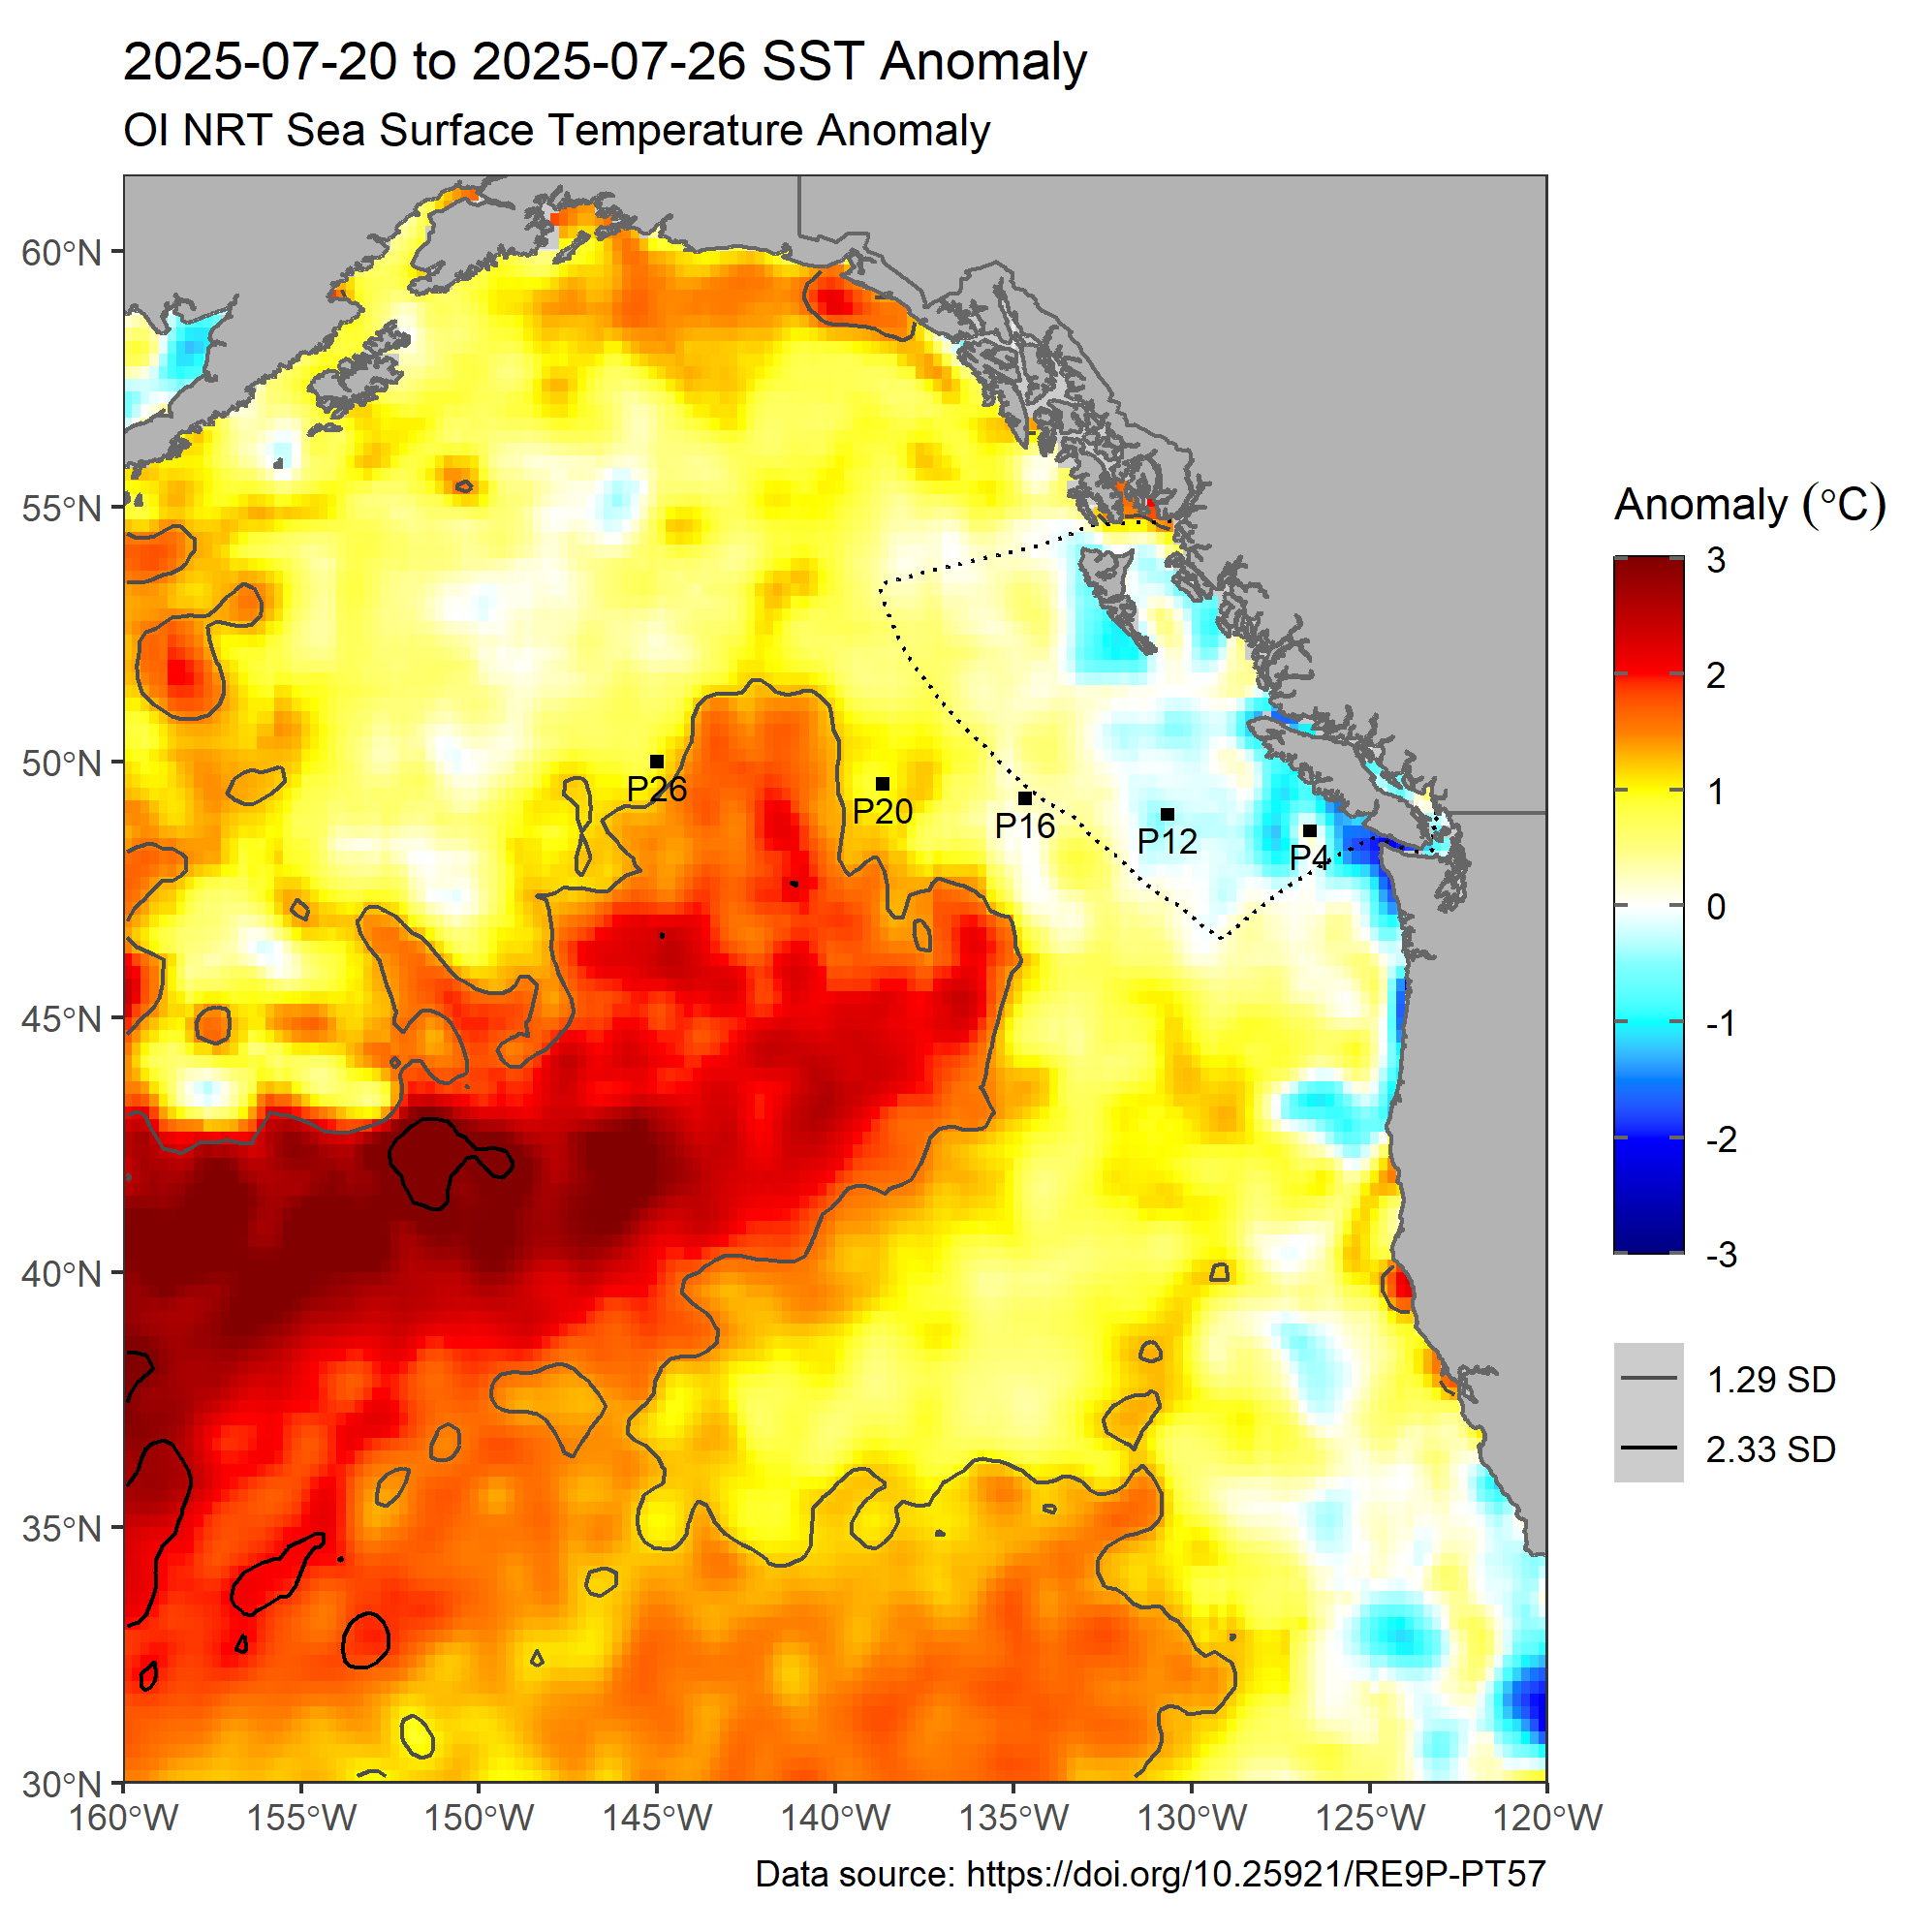 2025-07-20 to 2025-07-26 SST Anomaly
OI NRT Sea Surface Temperature Anomaly
60°N
55°N
50°N
45°N
40°N
35°N
30°N
160°W
155°W
150°W
145°W
140°W
135°W
130°W
125°W
120°W
P26
P20
P16
P12
P4
Anomaly (°C)
3
2
1
0
-1
-2
-3
1.29 SD
2.33 SD
Data source: https://doi.org/10.25921/RE9P-PT57